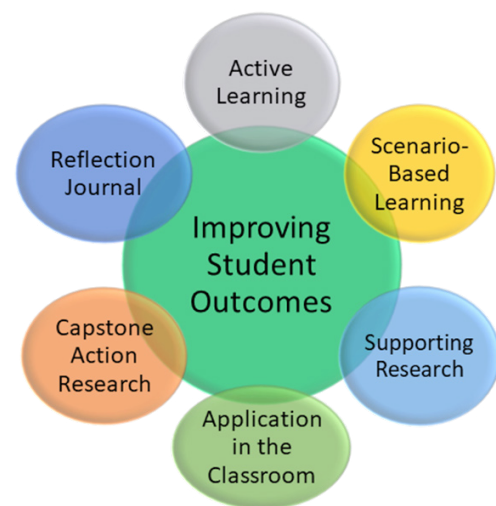 Active
Learning
Scenario-
Based
Learning
Supporting
Research
Application
in the
Classroom
Capstone
Action
Research
Reflection
Journal
Improving
Student
Outcomes